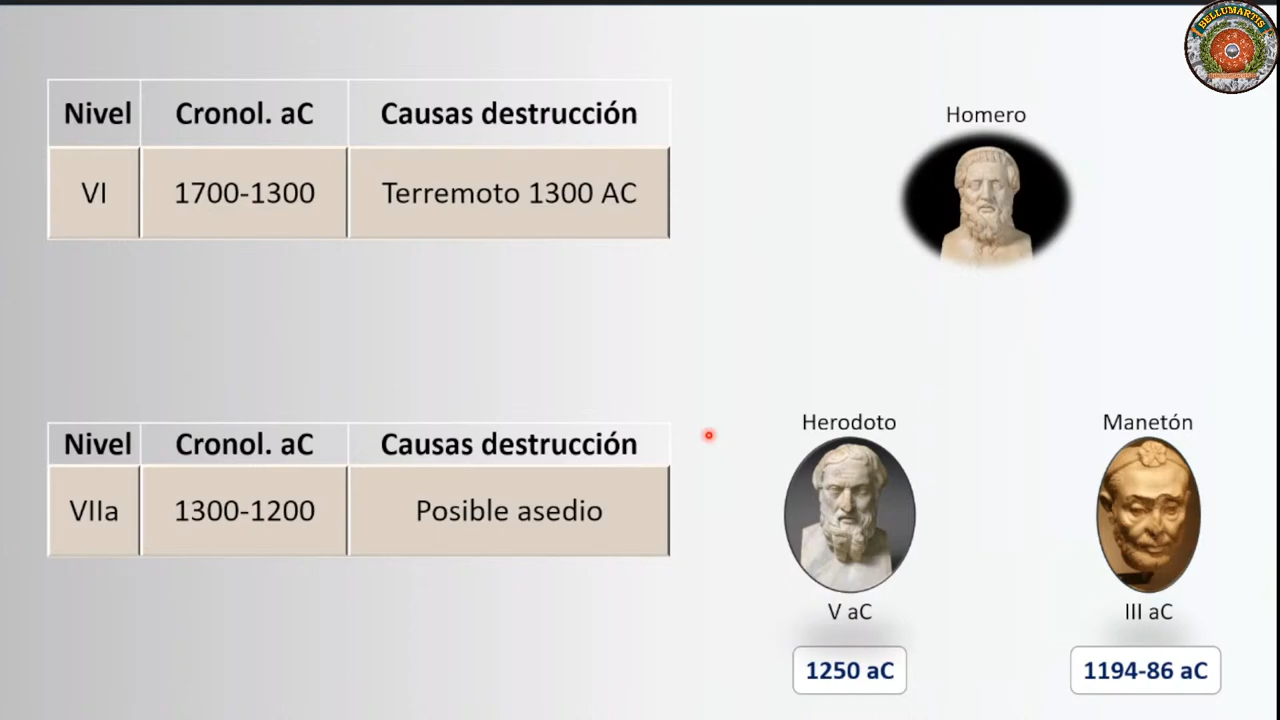 BELLUMARTIS
Nivel Cronol. aC Causas destrucción
VI 1700-1300 Terremoto 1300 AC
Homero
Nivel Cronol. aC Causas destrucción
VIIa 1300-1200 Posible asedio
Herodoto
V aC
1250 aC
Manetón
III aC
1194-86 aC